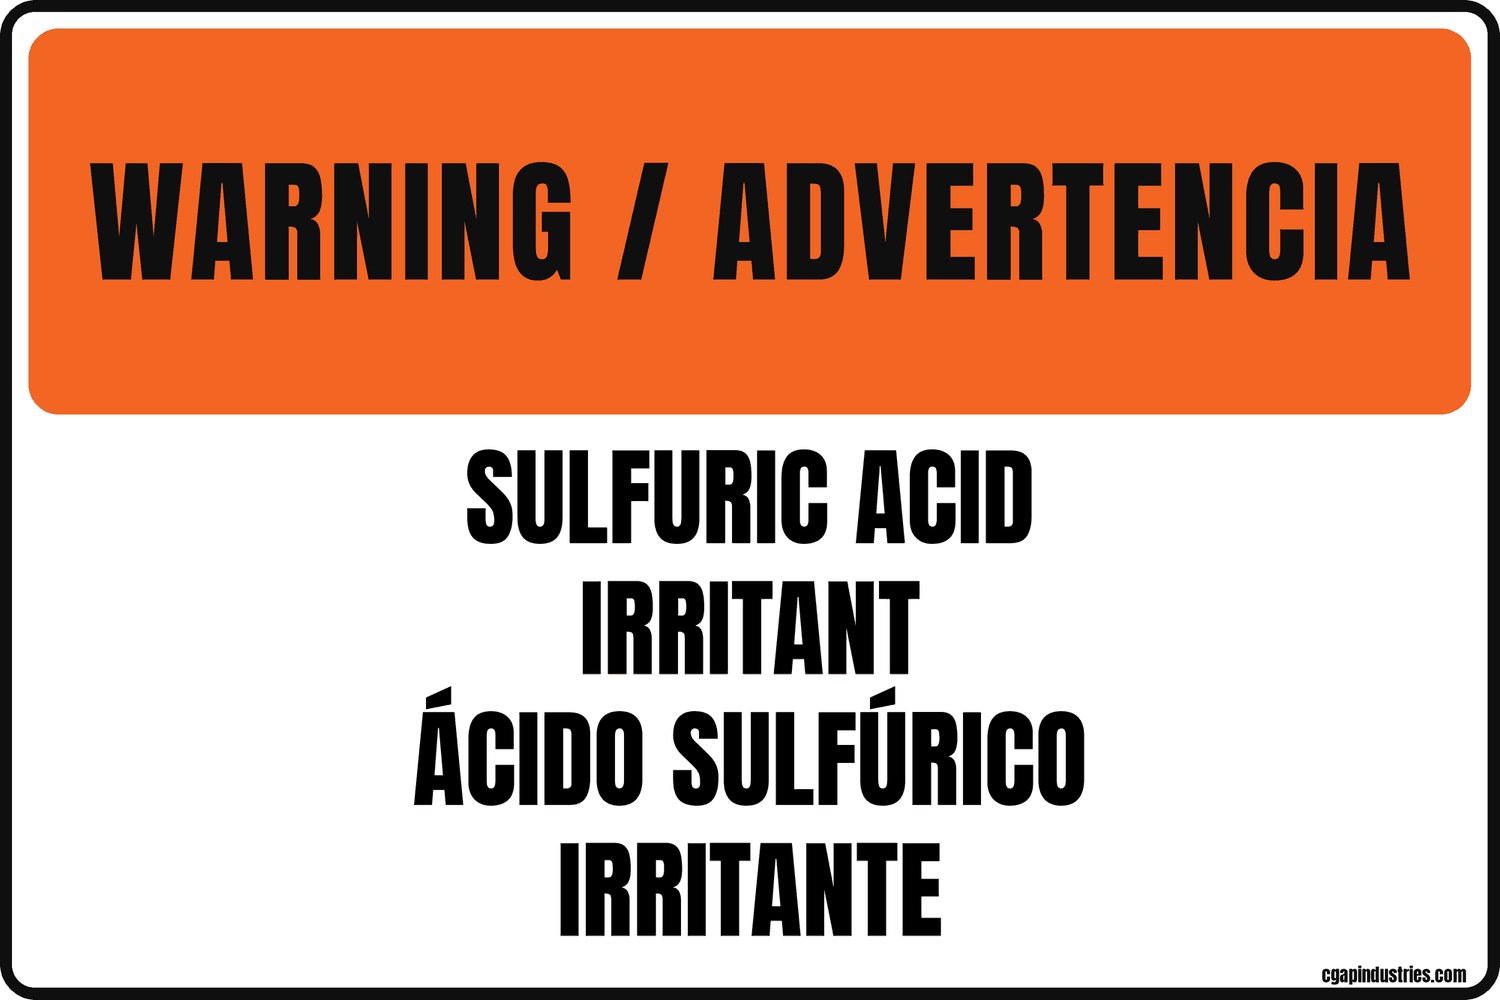 WARNING / ADVERTENCIA
SULFURIC ACID
IRRITANT
ÁCIDO SULFÚRICO
IRRITANTE
cgapindustries.com